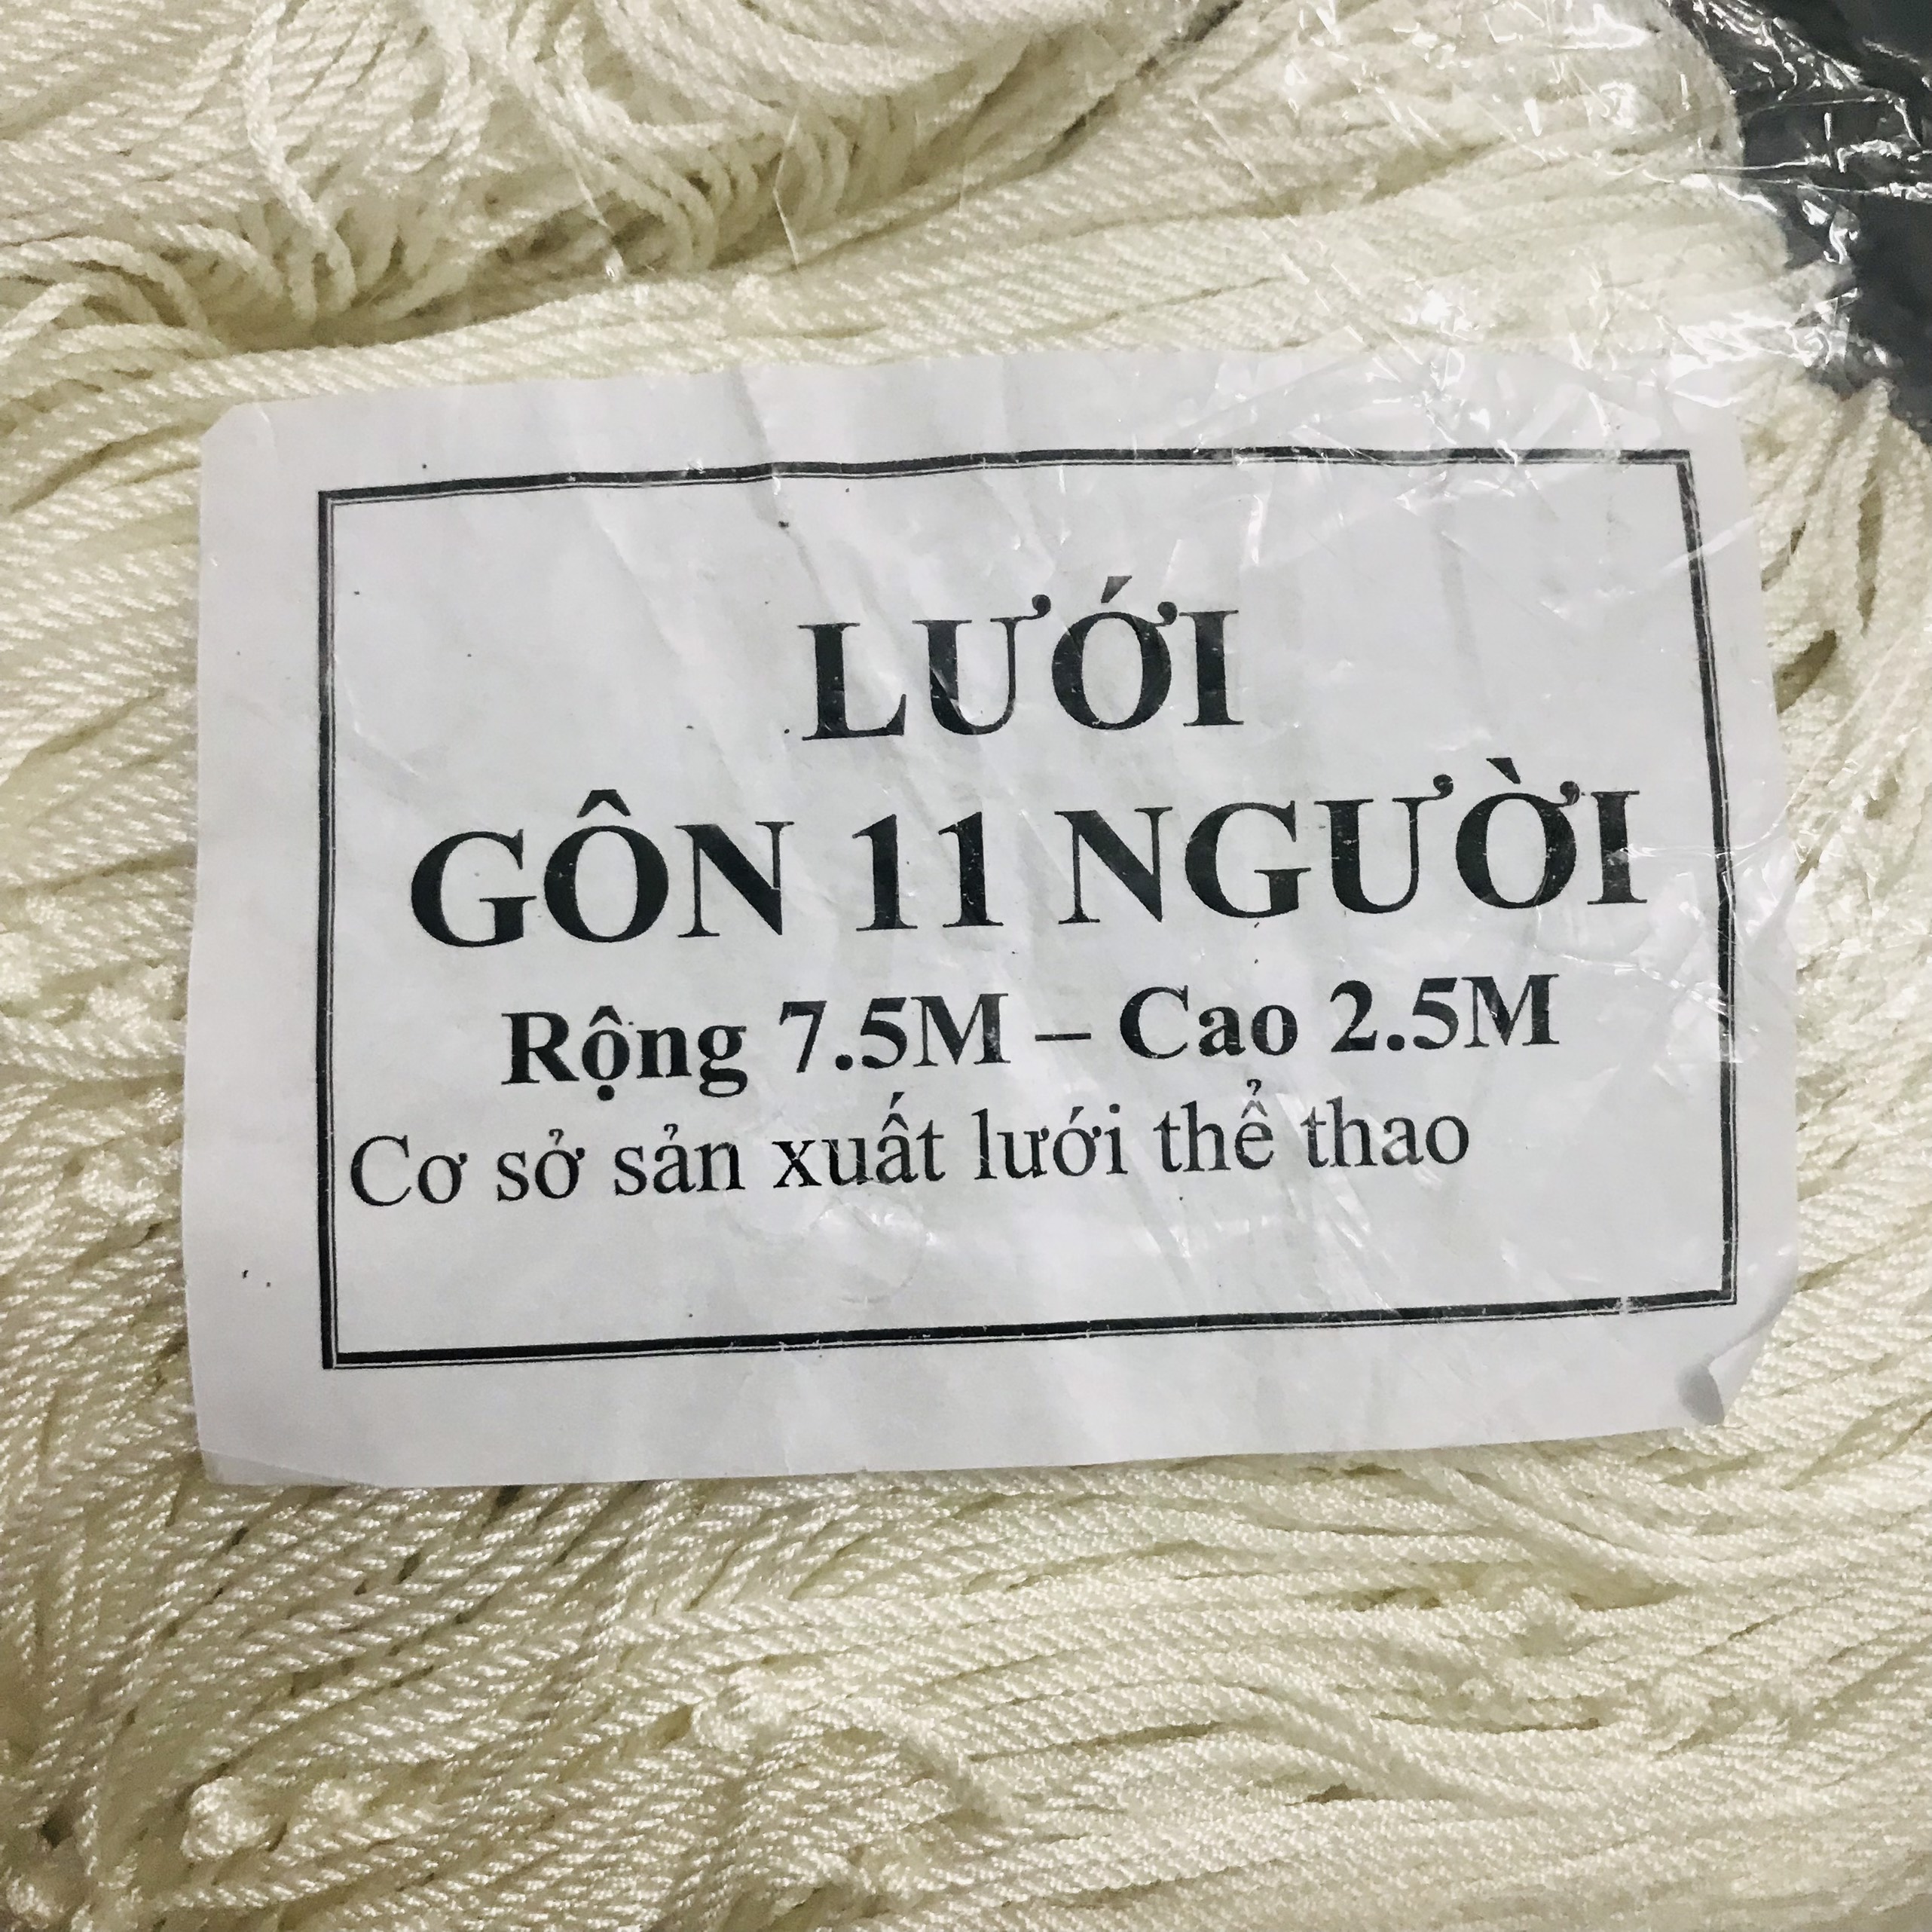 LƯỚI
GÔN 11 NGƯỜI
Rộng 7.5M – Cao 2.5M
Cơ sở sản xuất lưới thể thao